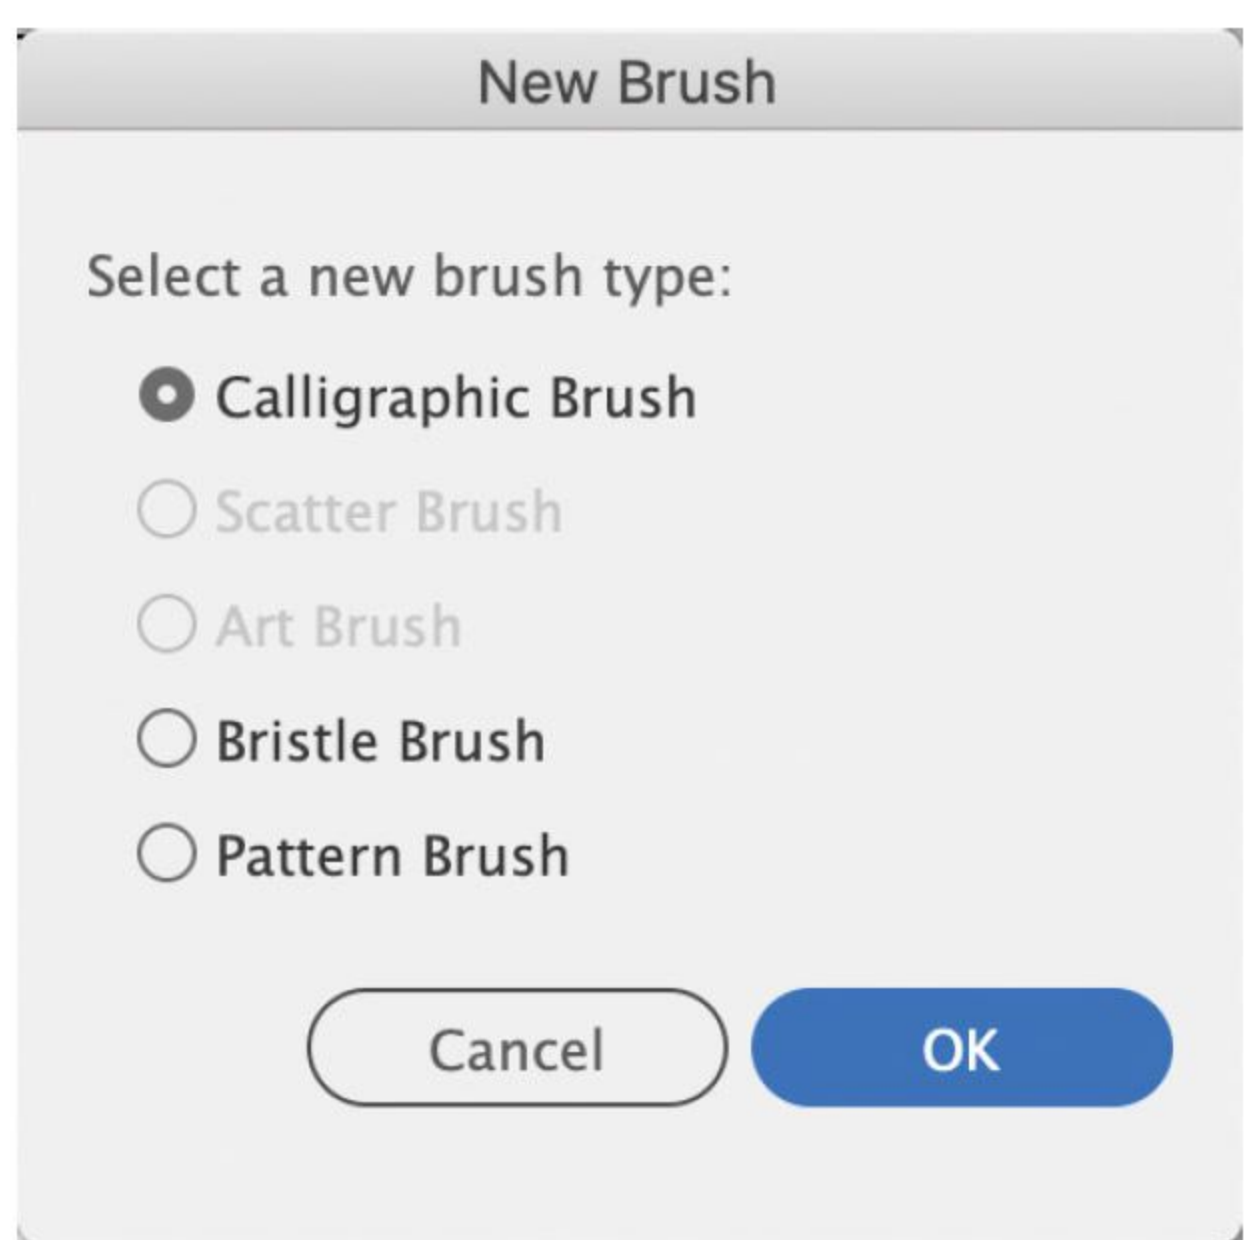 New Brush
Select a new brush type:
Calligraphic Brush
Scatter Brush
Art Brush
Bristle Brush
Pattern Brush
Cancel
OK